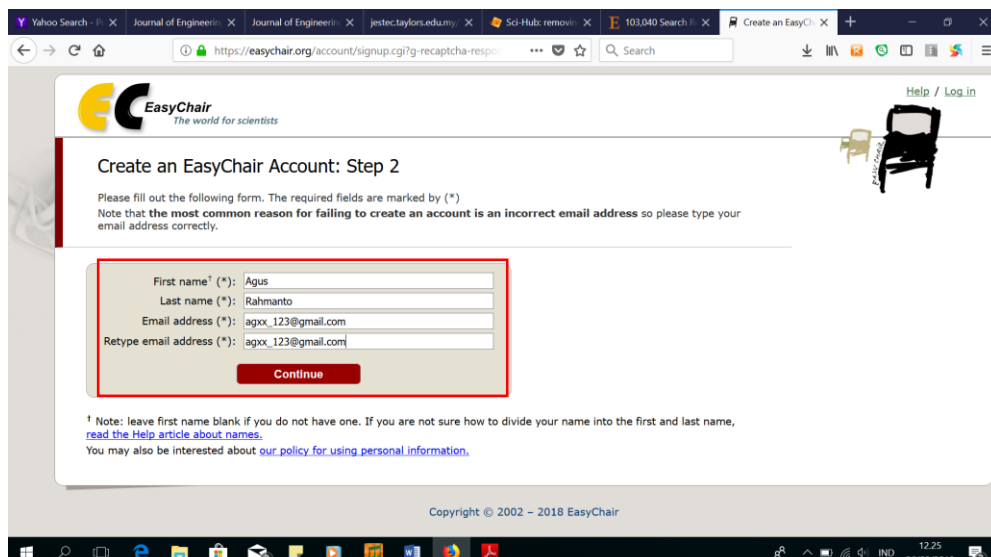 Yahoo Search - P
Journal of Engineerin
Journal of Engineerin
jestec.taylors.edu.my/
Sci-Hub: removin
103,040 Search R
Create an EasyCh
https://easychair.org/account/signup.cgi?g-recaptcha-respo
Search
Help / Log in
EasyChair
The world for scientists
easy chair
Create an EasyChair Account: Step 2
Please fill out the following form. The required fields are marked by (*)
Note that the most common reason for failing to create an account is an incorrect email address so please type your
email address correctly.
First name† (*): Agus
Last name (*): Rahmanto
Email address (*): agxx_123@gmail.com
Retype email address (*): agxx_123@gmail.com
Continue
† Note: leave first name blank if you do not have one. If you are not sure how to divide your name into the first and last name,
read the Help article about names.
You may also be interested about our policy for using personal information.
Copyright © 2002 – 2018 EasyChair
IND
12.25